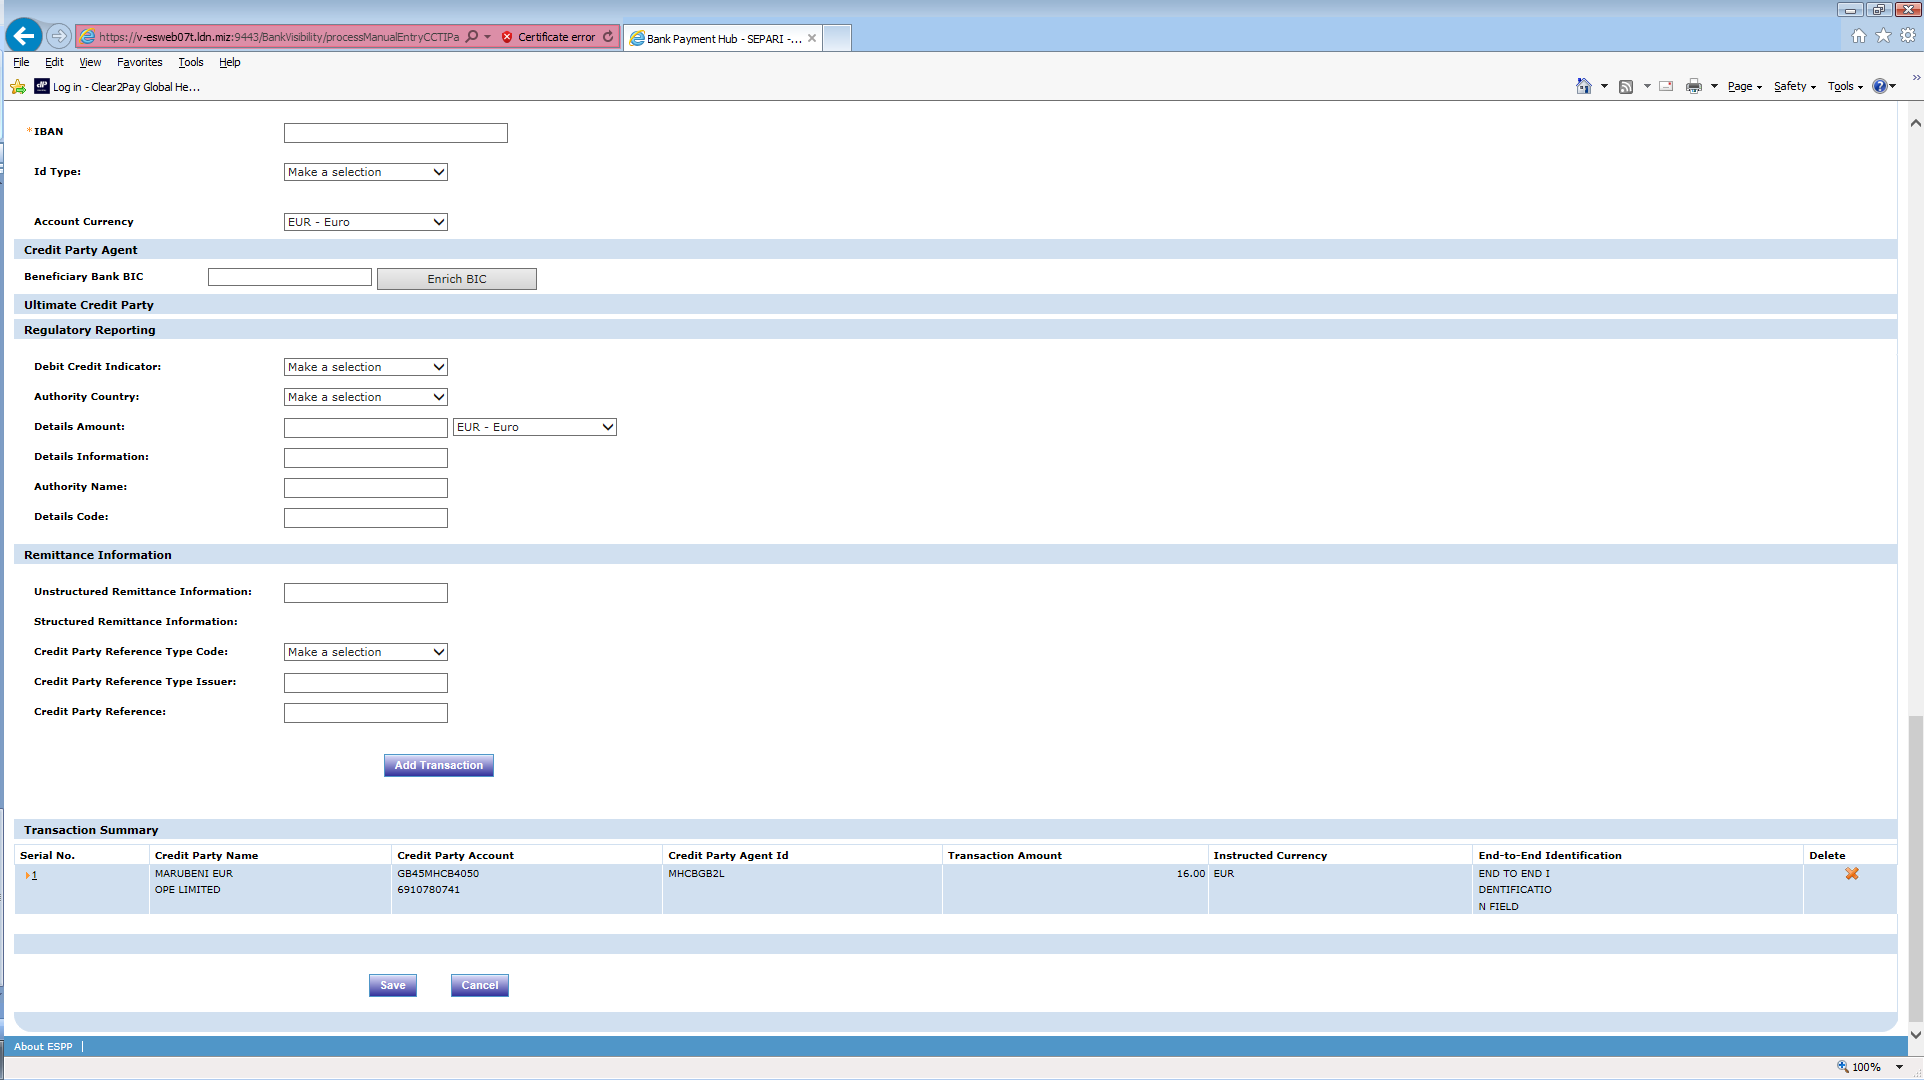 https://v-esweb07t.ldn.miz:9443/BankVisibility/processManualEntryCCTIPa
Certificate error
Bank Payment Hub - SEPARI -...
File Edit View Favorites Tools Help
Log in - Clear2Pay Global He...
Page Safety Tools
*IBAN
Id Type:
Make a selection
Account Currency
EUR - Euro
Credit Party Agent
Beneficiary Bank BIC
Enrich BIC
Ultimate Credit Party
Regulatory Reporting
Debit Credit Indicator:
Make a selection
Authority Country:
Make a selection
Details Amount:
EUR - Euro
Details Information:
Authority Name:
Details Code:
Remittance Information
Unstructured Remittance Information:
Structured Remittance Information:
Credit Party Reference Type Code:
Make a selection
Credit Party Reference Type Issuer:
Credit Party Reference:
Add Transaction
Transaction Summary
Serial No. Credit Party Name Credit Party Account Credit Party Agent Id Transaction Amount Instructed Currency End-to-End Identification Delete
1 MARUBENI EUR GB45MHCB4050 MHCBGB2L 16.00 EUR END TO END I
OPE LIMITED 6910780741 DENTIFICATIO
N FIELD
Save Cancel
About ESPP |
100%